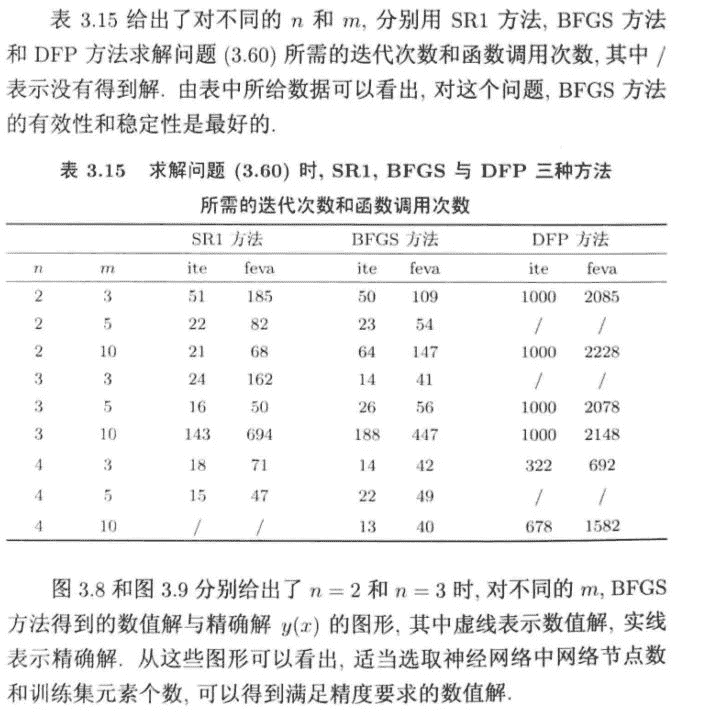 表 3.15 给出了对不同的 n 和 m, 分别用 SR1 方法, BFGS 方法
和 DFP 方法求解问题 (3.60) 所需的迭代次数和函数调用次数, 其中 /
表示没有得到解. 由表中所给数据可以看出, 对这个问题, BFGS 方法
的有效性和稳定性是最好的.
表 3.15 求解问题 (3.60) 时, SR1, BFGS 与 DFP 三种方法
所需的迭代次数和函数调用次数
SR1 方法 BFGS 方法 DFP 方法
n m ite feva ite feva ite feva
2 3 51 185 50 109 1000 2085
2 5 22 82 23 54 / /
2 10 21 68 64 147 1000 2228
3 3 24 162 14 41 / /
3 5 16 50 26 56 1000 2078
3 10 143 694 188 447 1000 2148
4 3 18 71 14 42 322 692
4 5 15 47 22 49 / /
4 10 / / 13 40 678 1582
图 3.8 和图 3.9 分别给出了 n = 2 和 n = 3 时, 对不同的 m, BFGS
方法得到的数值解与精确解 y(x) 的图形, 其中虚线表示数值解, 实线
表示精确解. 从这些图形可以看出, 适当选取神经网络中网络节点数
和训练集元素个数, 可以得到满足精度要求的数值解.